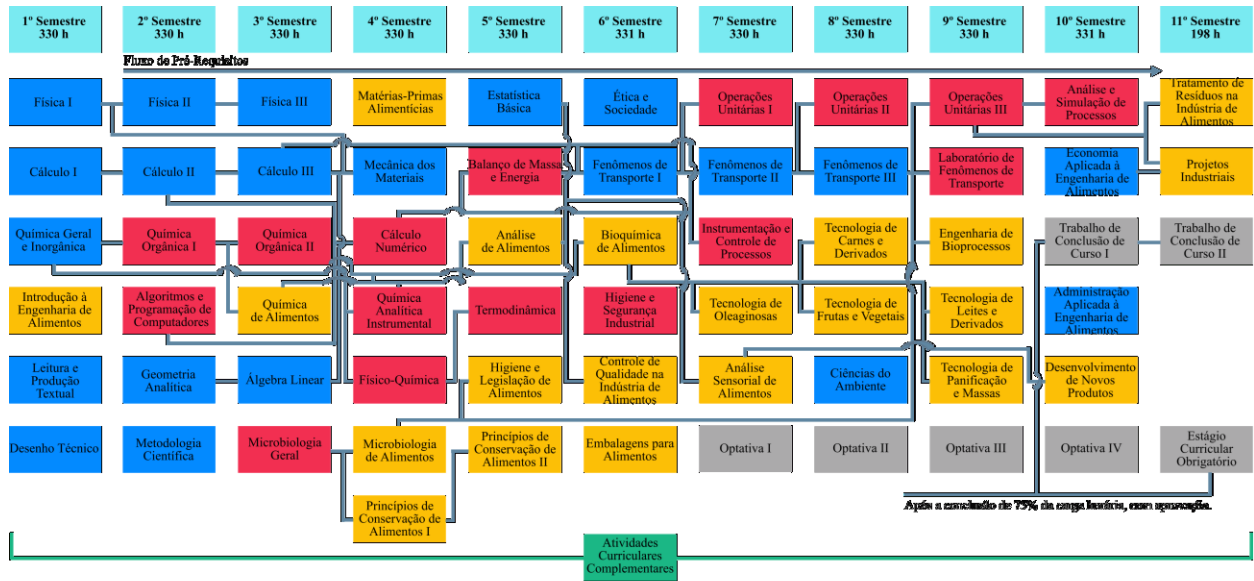 1º Semestre
330 h
2º Semestre
330 h
3º Semestre
330 h
4º Semestre
330 h
5º Semestre
330 h
6º Semestre
331 h
7º Semestre
330 h
8º Semestre
330 h
9º Semestre
330 h
10º Semestre
331 h
11º Semestre
198 h
Fluxo de Pré-Requisitos
Física I
Física II
Física III
Matérias-Primas
Alimentícias
Estatística
Básica
Ética e
Sociedade
Operações
Unitárias I
Operações
Unitárias II
Operações
Unitárias III
Análise e
Simulação de
Processos
Tratamento de
Resíduos na
Indústria de
Alimentos
Cálculo I
Cálculo II
Cálculo III
Mecânica dos
Materiais
Balanço de Massa
e Energia
Fenômenos de
Transporte I
Fenômenos de
Transporte II
Fenômenos de
Transporte III
Laboratório de
Fenômenos de
Transporte
Economia
Aplicada à
Engenharia de
Alimentos
Projetos
Industriais
Química Geral
e Inorgânica
Química
Orgânica I
Química
Orgânica II
Cálculo
Numérico
Análise
de Alimentos
Bioquímica
de Alimentos
Instrumentação e
Controle de
Processos
Tecnologia de
Carnes e
Derivados
Engenharia de
Bioprocessos
Trabalho de
Conclusão de
Curso I
Trabalho de
Conclusão de
Curso II
Introdução à
Engenharia de
Alimentos
Algoritmos e
Programação de
Computadores
Química
de Alimentos
Química
Analítica
Instrumental
Termodinâmica
Higiene e
Segurança
Industrial
Tecnologia de
Oleaginosas
Tecnologia de
Frutas e Vegetais
Tecnologia de
Leites e
Derivados
Administração
Aplicada à
Engenharia de
Alimentos
Leitura e
Produção
Textual
Geometria
Analítica
Álgebra Linear
Físico-Química
Higiene e
Legislação de
Alimentos
Controle de
Qualidade na
Indústria de
Alimentos
Análise
Sensorial de
Alimentos
Ciências do
Ambiente
Tecnologia de
Panificação
e Massas
Desenvolvimento
de Novos
Produtos
Desenho Técnico
Metodologia
Científica
Microbiologia
Geral
Microbiologia
de Alimentos
Princípios de
Conservação de
Alimentos II
Embalagens para
Alimentos
Optativa I
Optativa II
Optativa III
Optativa IV
Estágio
Curricular
Obrigatório
Princípios de
Conservação de
Alimentos I
Após a conclusão de 75% da carga horária, com aprovação.
Atividades
Curriculares
Complementares